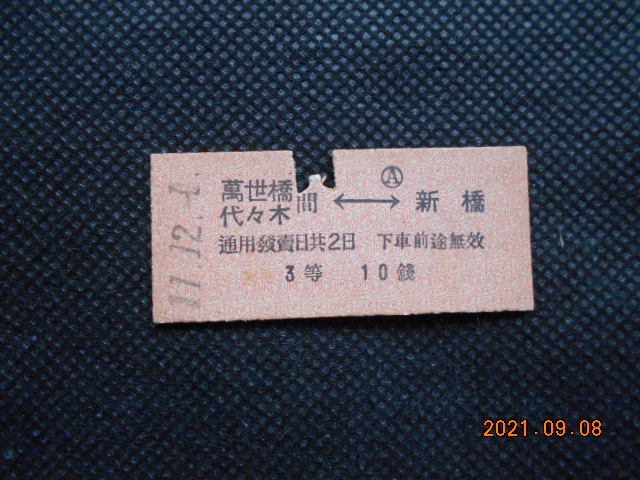 11.12.-1.
Ⓐ
萬世橋
代々木 間 ⟷ 新橋
通用發賣日共2日 下車前途無效
3等 10錢
2021.09.08